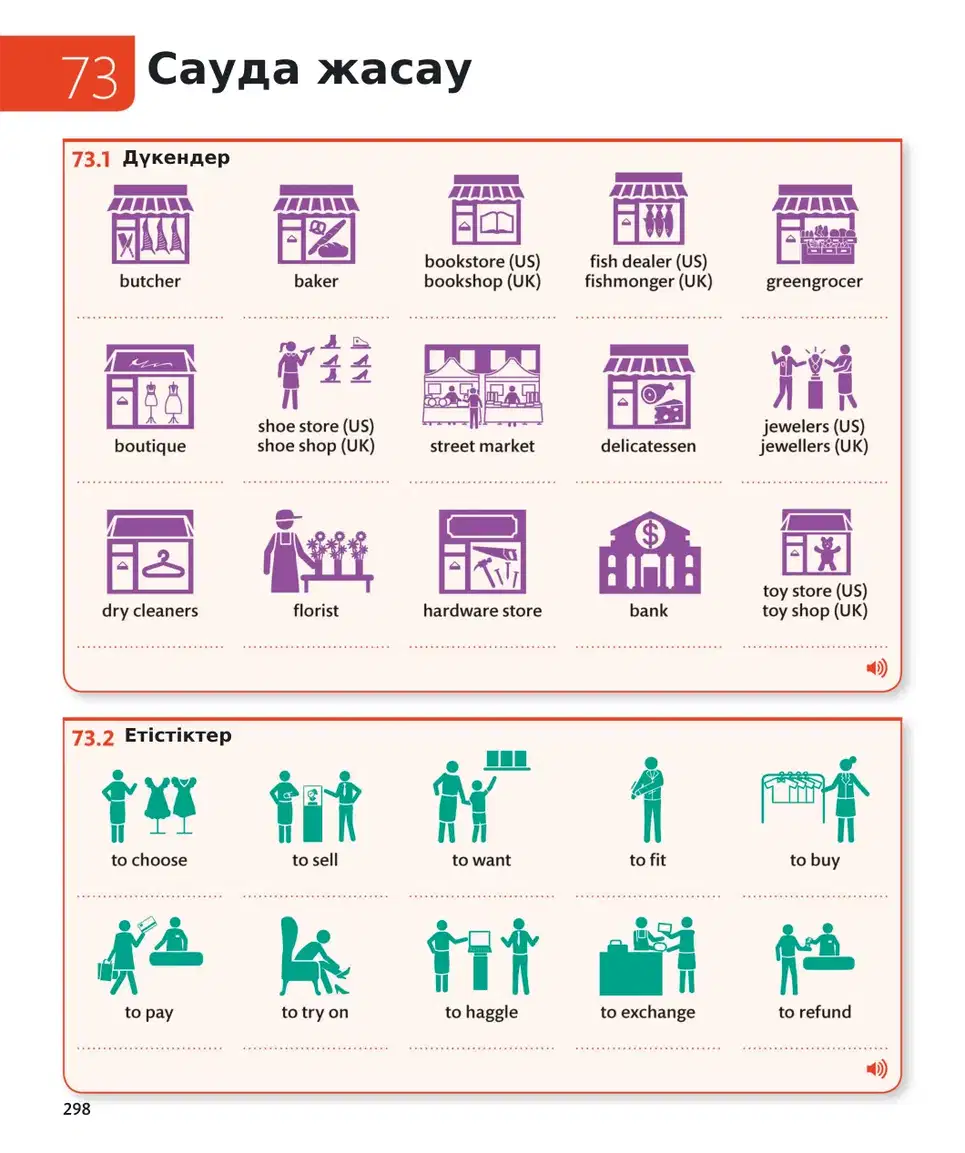 73 Сауда жасау
73.1 Дүкендер
butcher
baker
bookstore (US)
bookshop (UK)
fish dealer (US)
fishmonger (UK)
greengrocer
boutique
shoe store (US)
shoe shop (UK)
street market
delicatessen
jewelers (US)
jewellers (UK)
dry cleaners
florist
hardware store
$
bank
toy store (US)
toy shop (UK)
73.2 Етістіктер
to choose
to sell
to want
to fit
to buy
to pay
to try on
to haggle
to exchange
to refund
298